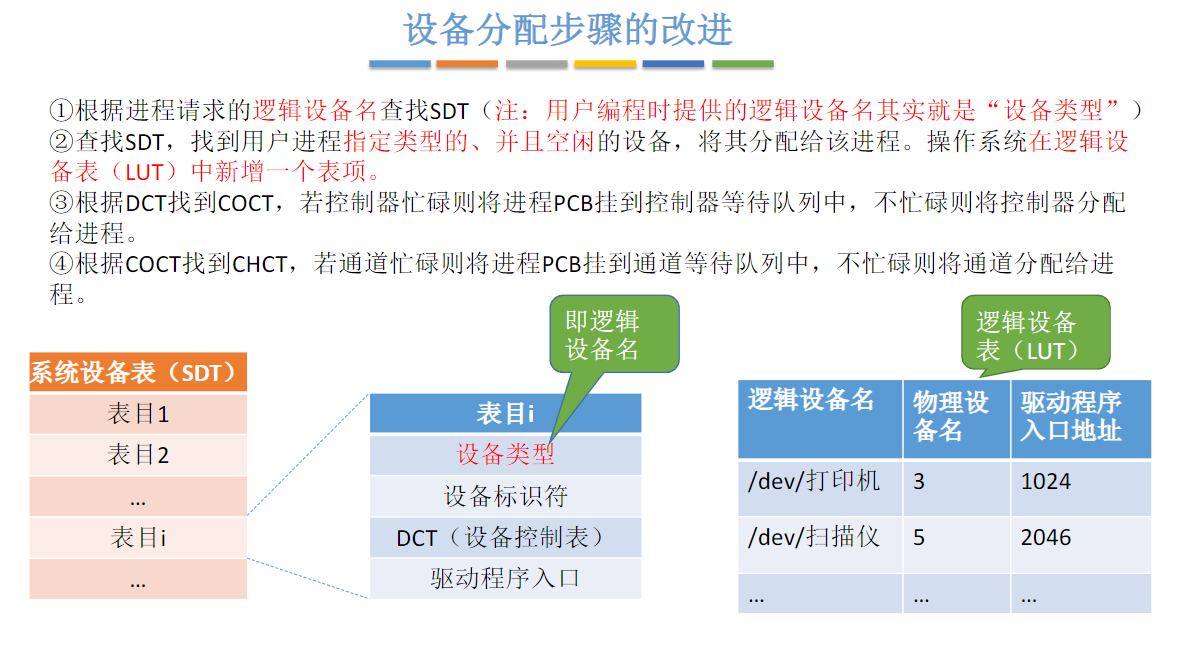 设备分配步骤的改进
①根据进程请求的逻辑设备名查找SDT（注：用户编程时提供的逻辑设备名其实就是“设备类型”）
②查找SDT，找到用户进程指定类型的、并且空闲的设备，将其分配给该进程。操作系统在逻辑设
备表（LUT）中新增一个表项。
③根据DCT找到COCT，若控制器忙碌则将进程PCB挂到控制器等待队列中，不忙碌则将控制器分配
给进程。
④根据COCT找到CHCT，若通道忙碌则将进程PCB挂到通道等待队列中，不忙碌则将通道分配给进
程。
即逻辑
设备名
逻辑设备
表（LUT）
系统设备表（SDT）
表目1
表目2
...
表目i
...
表目i
设备类型
设备标识符
DCT（设备控制表）
驱动程序入口
逻辑设备名 物理设 驱动程序
备名 入口地址
/dev/打印机 3 1024
/dev/扫描仪 5 2046
... ... ...